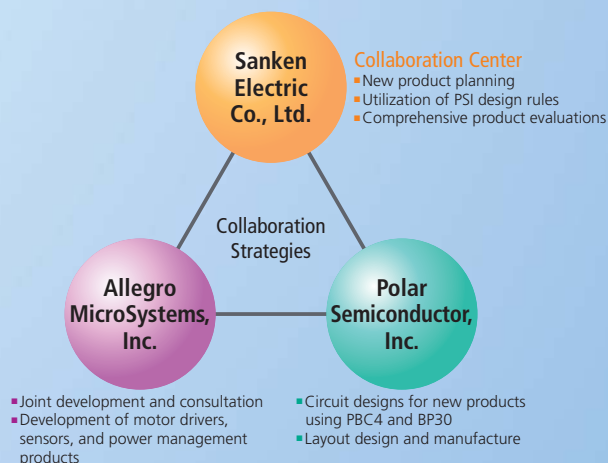 Sanken
Electric
Co., Ltd.
Collaboration Center
▪New product planning
▪Utilization of PSI design rules
▪Comprehensive product evaluations
Collaboration
Strategies
Allegro
MicroSystems,
Inc.
Polar
Semiconductor,
Inc.
▪Joint development and consultation
▪Development of motor drivers,
sensors, and power management
products
▪Circuit designs for new products
using PBC4 and BP30
▪Layout design and manufacture